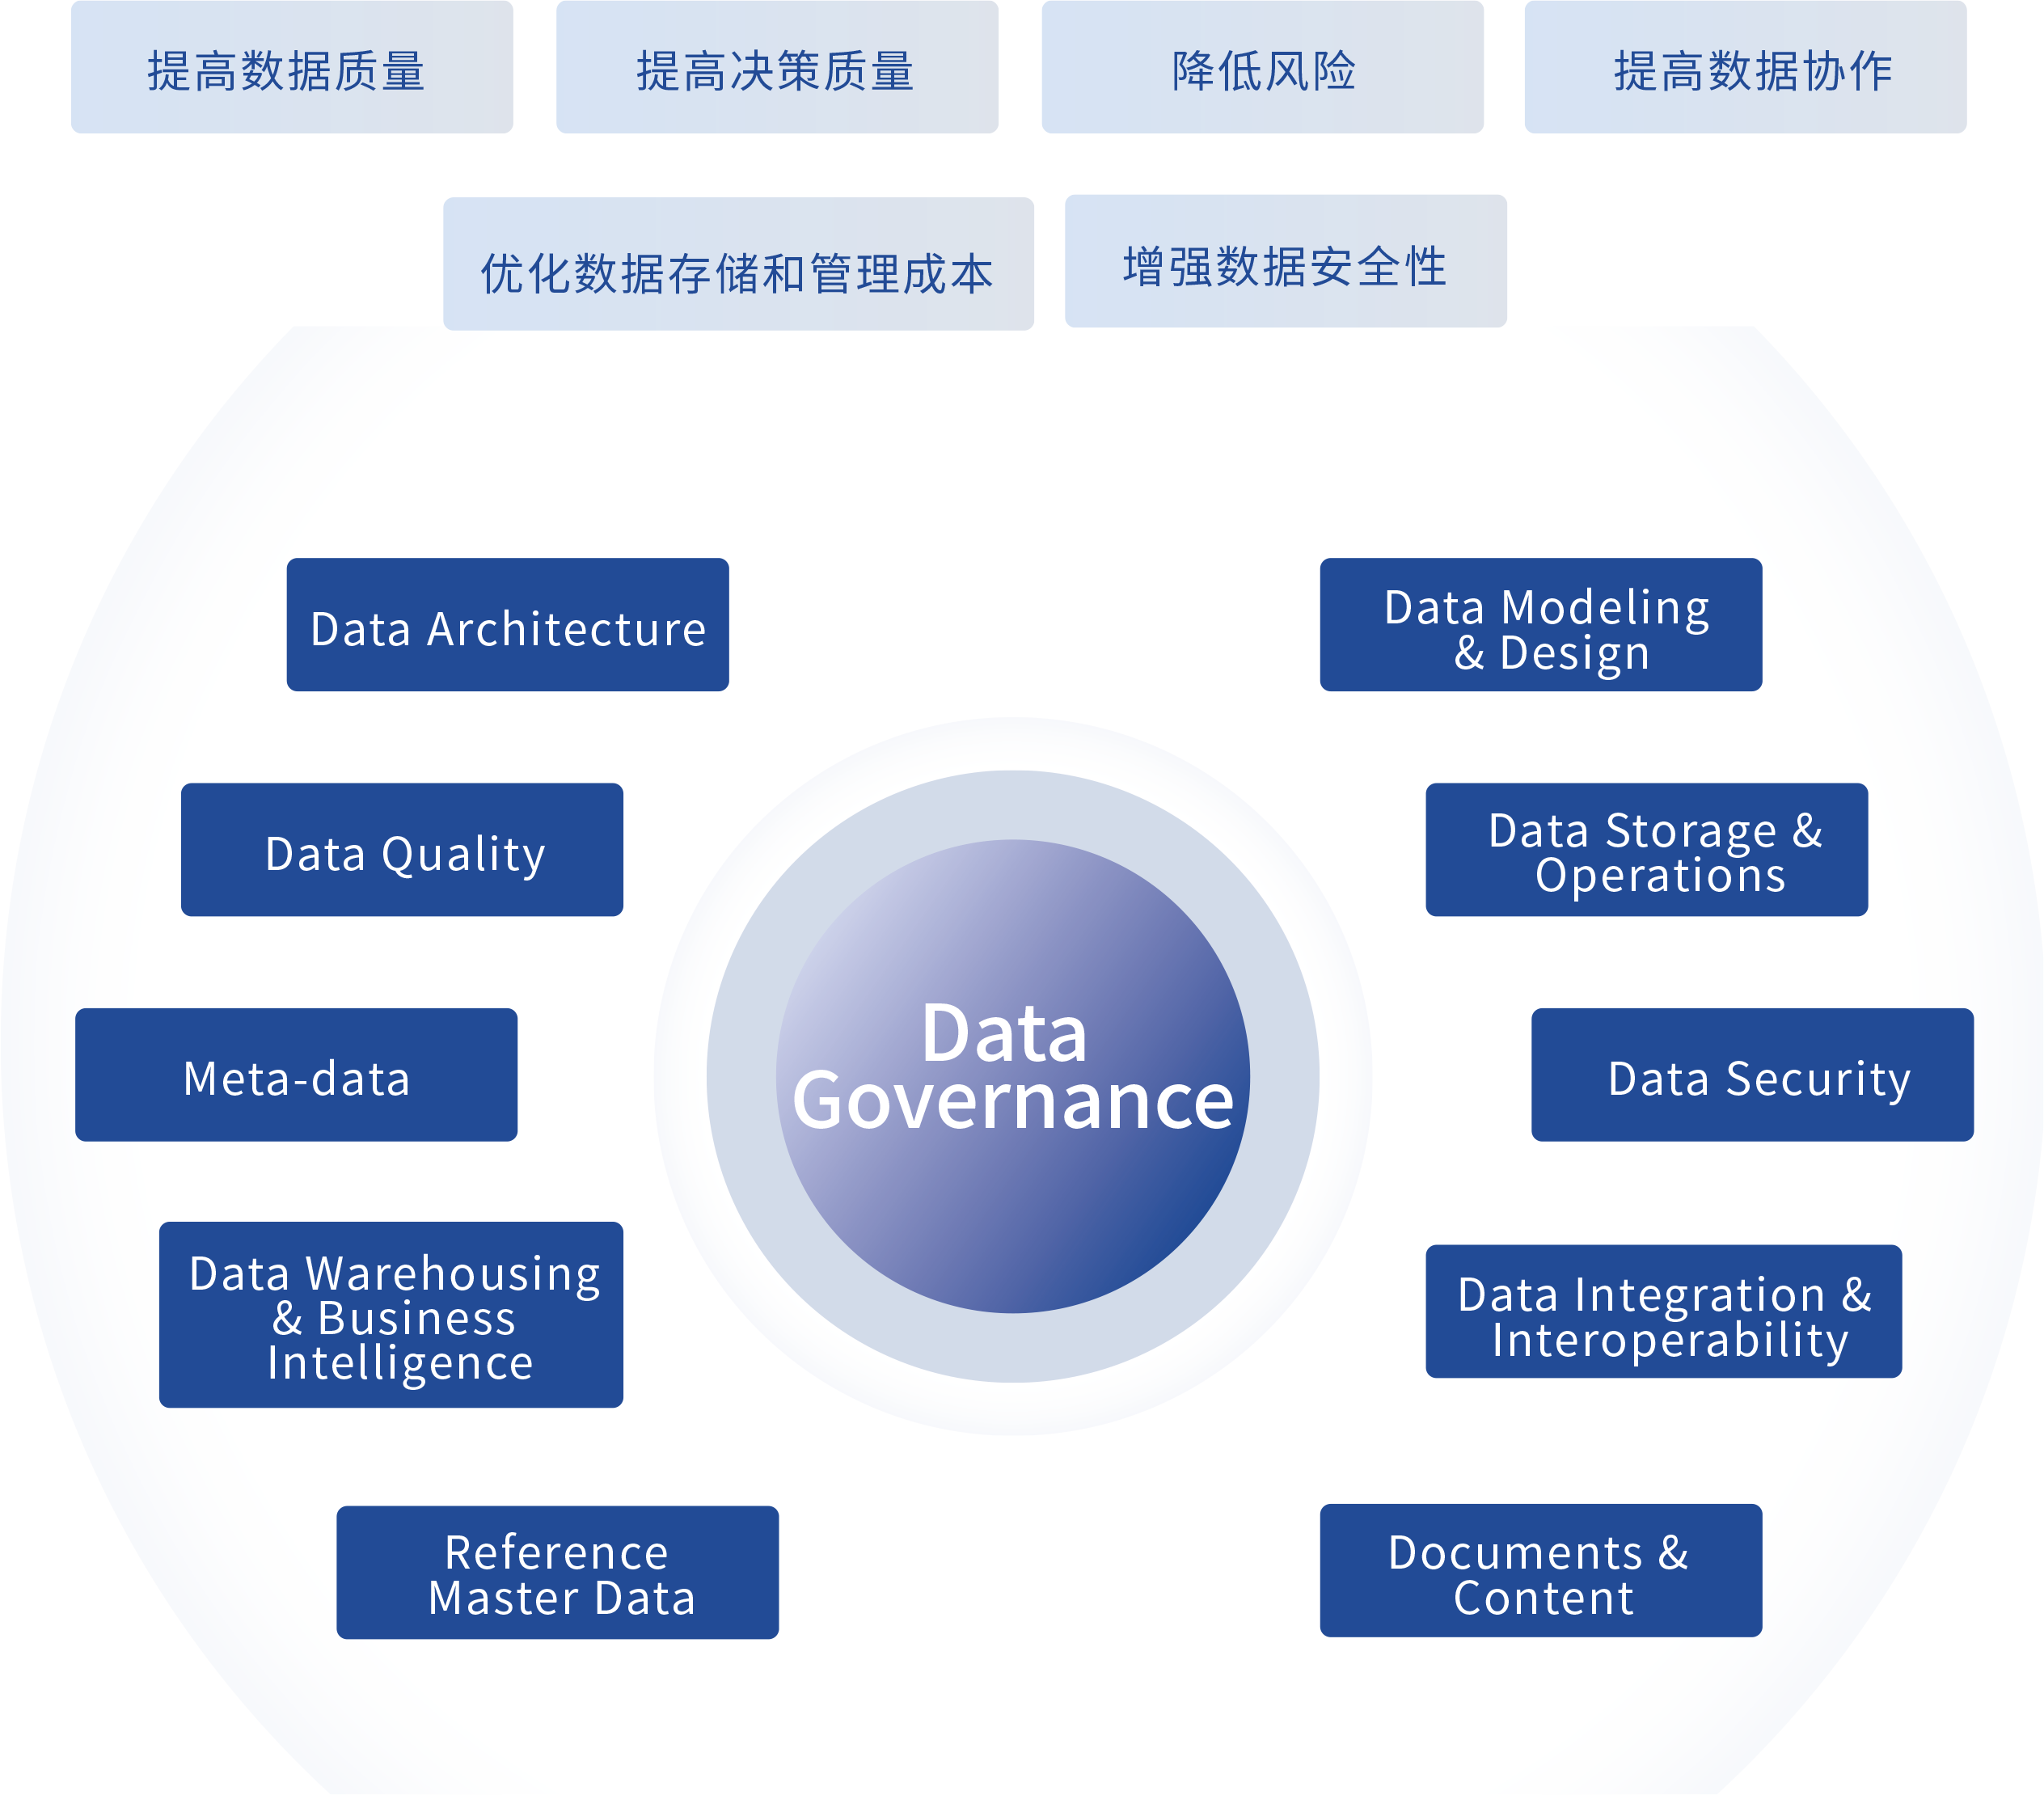 提高数据质量
提高决策质量
降低风险
提高数据协作
优化数据存储和管理成本
增强数据安全性
Data Architecture
Data Modeling
& Design
Data Quality
Data Storage &
Operations
Data
Governance
Meta-data
Data Security
Data Warehousing
& Business
Intelligence
Data Integration &
Interoperability
Reference
Master Data
Documents &
Content